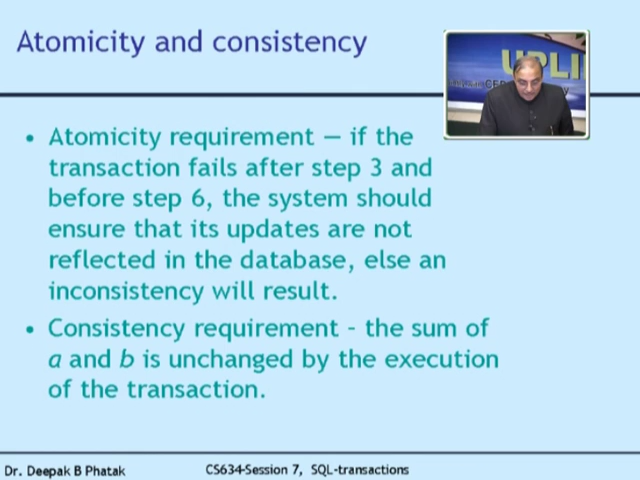 Atomicity and consistency
UPLI
• Atomicity requirement — if the
transaction fails after step 3 and
before step 6, the system should
ensure that its updates are not
reflected in the database, else an
inconsistency will result.
• Consistency requirement - the sum of
a and b is unchanged by the execution
of the transaction.
Dr. Deepak B Phatak
CS634-Session 7, SQL-transactions